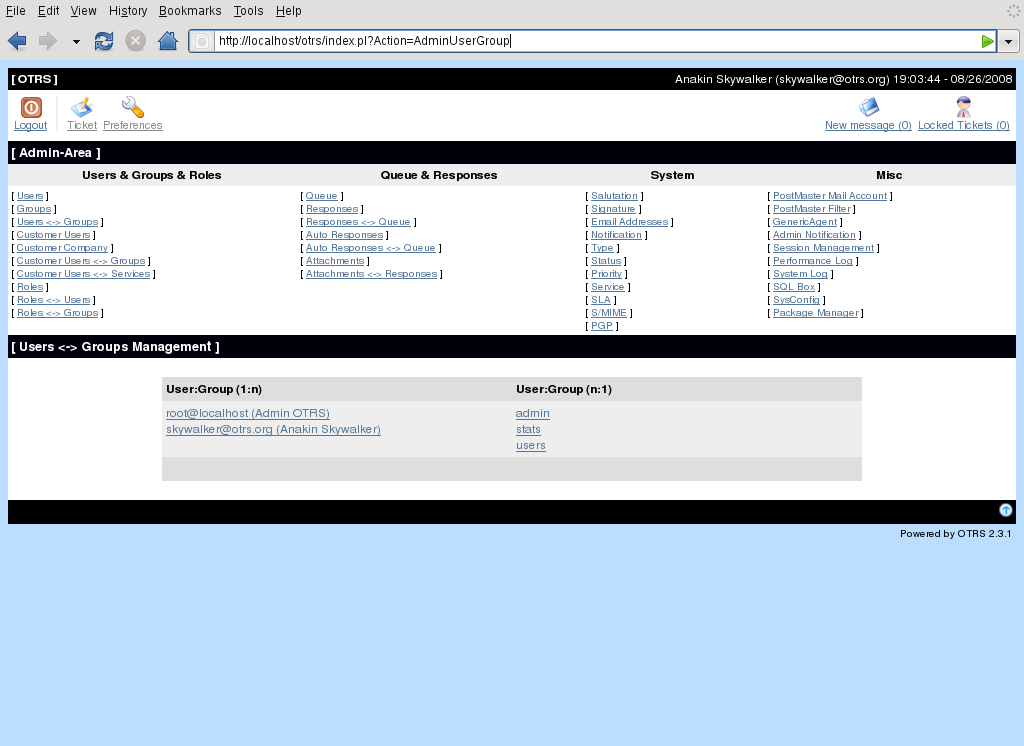 File Edit View History Bookmarks Tools Help
http://localhost/otrs/index.pl?Action=AdminUserGroup
[ OTRS ] Anakin Skywalker (skywalker@otrs.org) 19:03:44 - 08/26/2008
Logout Ticket Preferences New message (0) Locked Tickets (0)
[ Admin-Area ]
Users & Groups & Roles Queue & Responses System Misc
[ Users ] [ Queue ] [ Salutation ] [ PostMaster Mail Account ]
[ Groups ] [ Responses ] [ Signature ] [ PostMaster Filter ]
[ Users <-> Groups ] [ Responses <-> Queue ] [ Email Addresses ] [ GenericAgent ]
[ Customer Users ] [ Auto Responses ] [ Notification ] [ Admin Notification ]
[ Customer Company ] [ Auto Responses <-> Queue ] [ Type ] [ Session Management ]
[ Customer Users <-> Groups ] [ Attachments ] [ Status ] [ Performance Log ]
[ Customer Users <-> Services ] [ Attachments <-> Responses ] [ Priority ] [ System Log ]
[ Roles ] [ Service ] [ SQL Box ]
[ Roles <-> Users ] [ SLA ] [ SysConfig ]
[ Roles <-> Groups ] [ S/MIME ] [ Package Manager ]
[ PGP ]
[ Users <-> Groups Management ]
User:Group (1:n) User:Group (n:1)
root@localhost (Admin OTRS) admin
skywalker@otrs.org (Anakin Skywalker) stats
users
Powered by OTRS 2.3.1